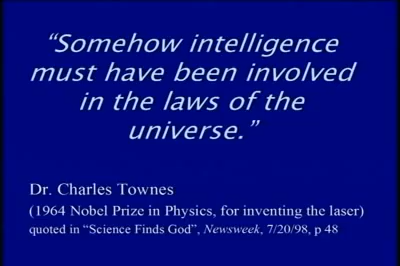 “Somehow intelligence
must have been involved
in the laws of the
universe.”
Dr. Charles Townes
(1964 Nobel Prize in Physics, for inventing the laser)
quoted in “Science Finds God”, Newsweek, 7/20/98, p 48